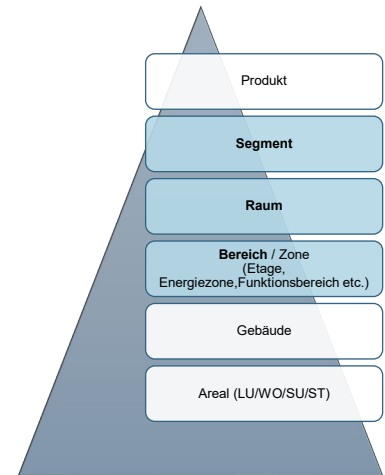 Produkt
Segment
Raum
Bereich / Zone
(Etage,
Energiezone,Funktionsbereich etc.)
Gebäude
Areal (LU/WO/SU/ST)